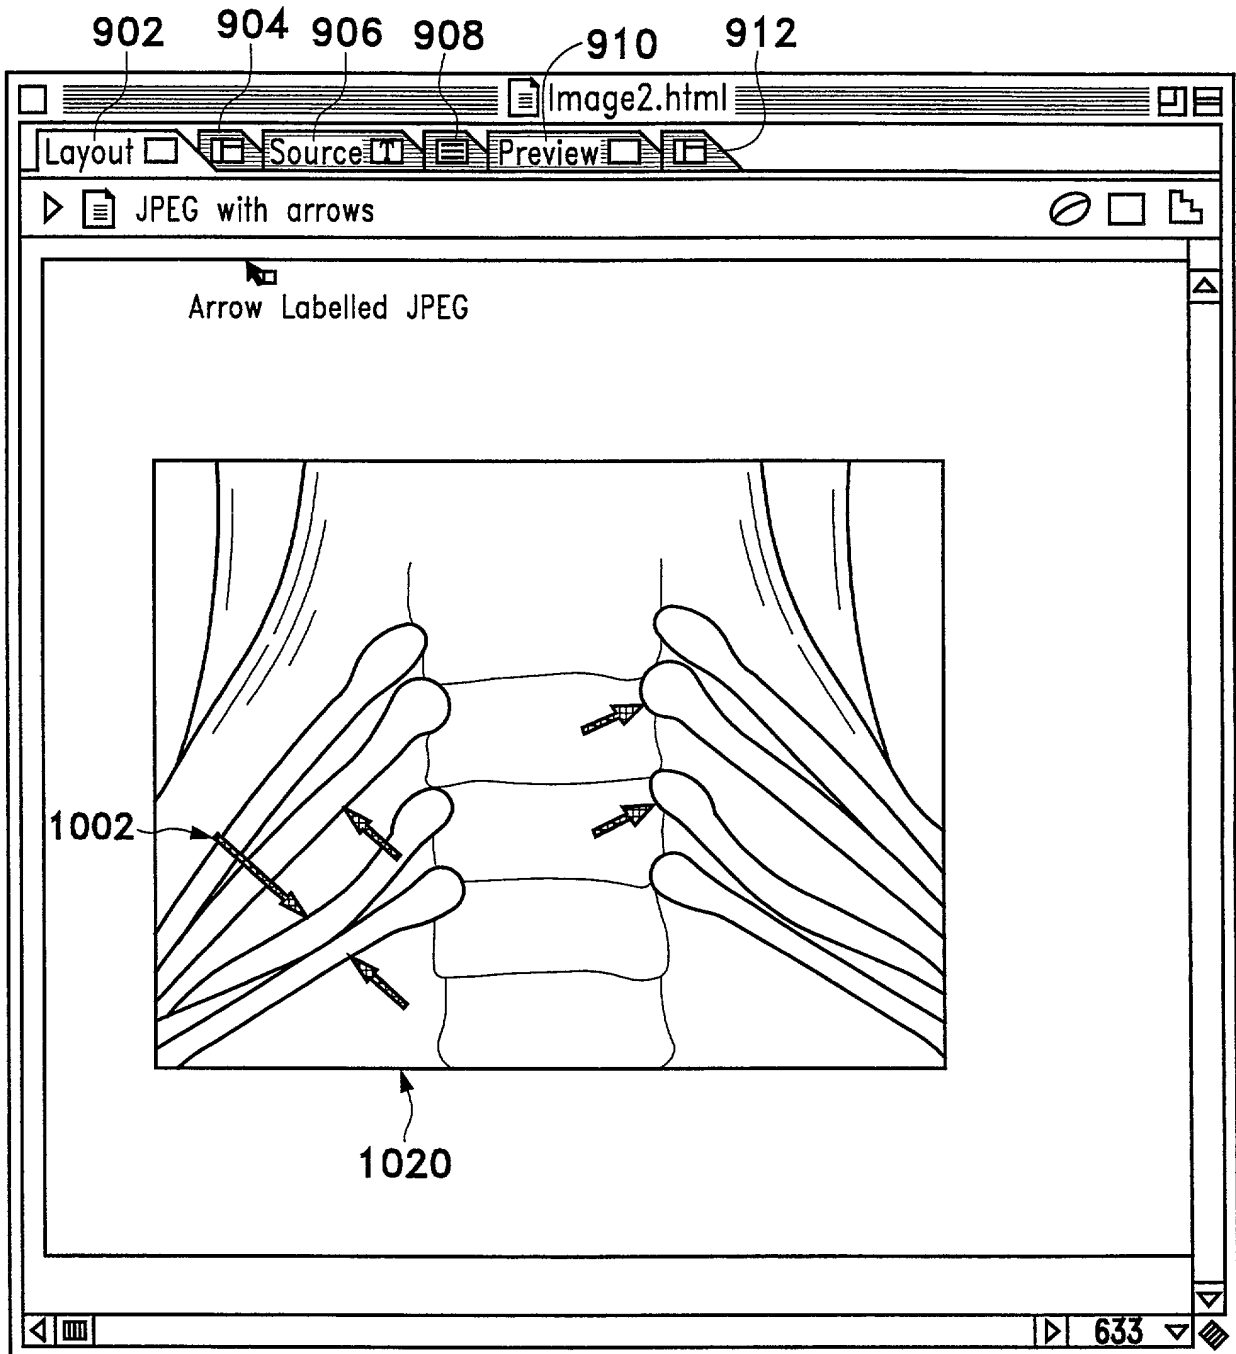 902 904 906 908 910 912
Image2.html
Layout Source T Preview
JPEG with arrows
Arrow Labelled JPEG
1002
1020
633